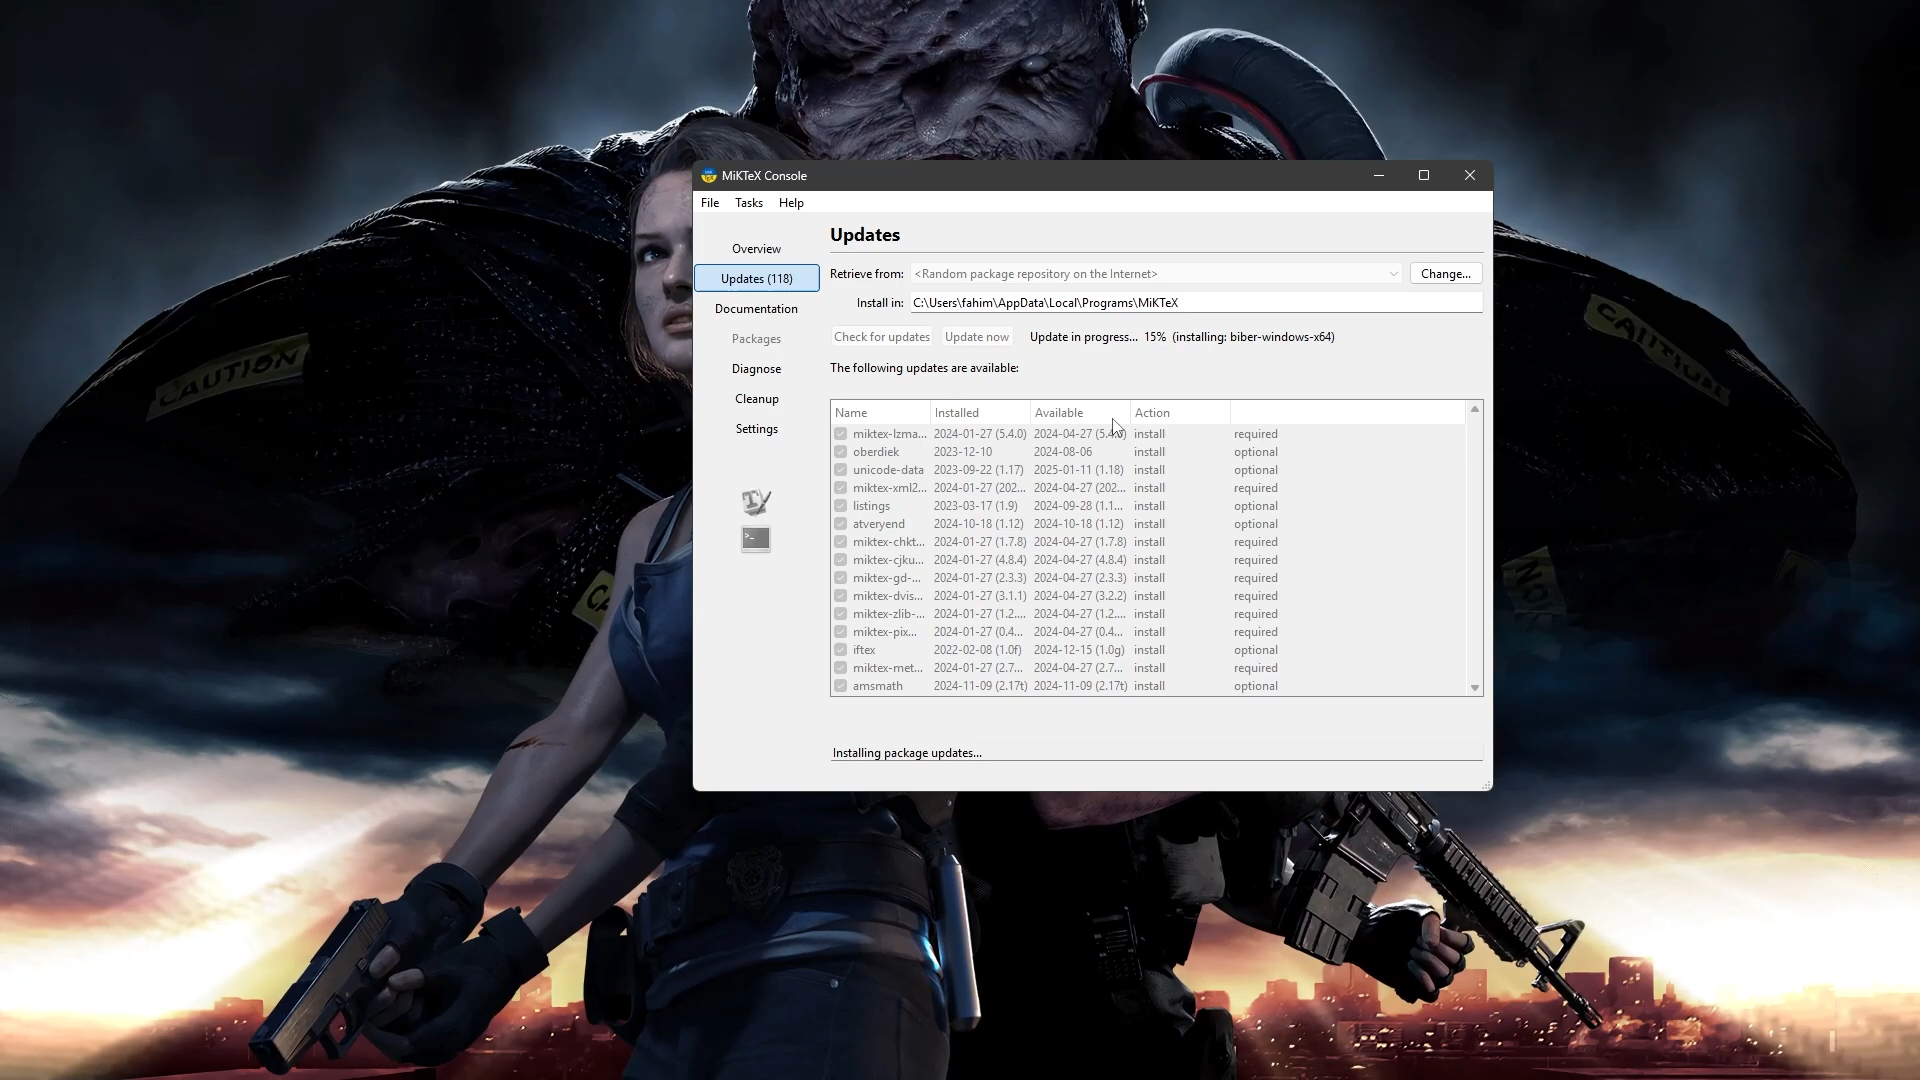 MiKTeX Console
File Tasks Help
Overview
Updates (118)
Documentation
Packages
Diagnose
Cleanup
Settings
Updates
Retrieve from: <Random package repository on the Internet> Change...
Install in: C:\Users\fahim\AppData\Local\Programs\MiKTeX
Check for updates Update now Update in progress... 15% (installing: biber-windows-x64)
The following updates are available:
Name Installed Available Action
miktex-lzma... 2024-01-27 (5.4.0) 2024-04-27 install required
oberdiek 2023-12-10 2024-08-06 install optional
unicode-data 2023-09-22 (1.17) 2025-01-11 (1.18) install optional
miktex-xml2... 2024-01-27 (202... 2024-04-27 (202... install required
listings 2023-03-17 (1.9) 2024-09-28 (1.1... install optional
atveryend 2024-10-18 (1.12) 2024-10-18 (1.12) install optional
miktex-chkt... 2024-01-27 (1.7.8) 2024-04-27 (1.7.8) install required
miktex-cjku... 2024-01-27 (4.8.4) 2024-04-27 (4.8.4) install required
miktex-gd-... 2024-01-27 (2.3.3) 2024-04-27 (2.3.3) install required
miktex-dvis... 2024-01-27 (3.1.1) 2024-04-27 (3.2.2) install required
miktex-zlib-... 2024-01-27 (1.2.... 2024-04-27 (1.2.... install required
miktex-pix... 2024-01-27 (0.4... 2024-04-27 (0.4... install required
iftex 2022-02-08 (1.0f) 2024-12-15 (1.0g) install optional
miktex-met... 2024-01-27 (2.7... 2024-04-27 (2.7... install required
amsmath 2024-11-09 (2.17t) 2024-11-09 (2.17t) install optional
Installing package updates...
CAUTION
CAUTION
NO